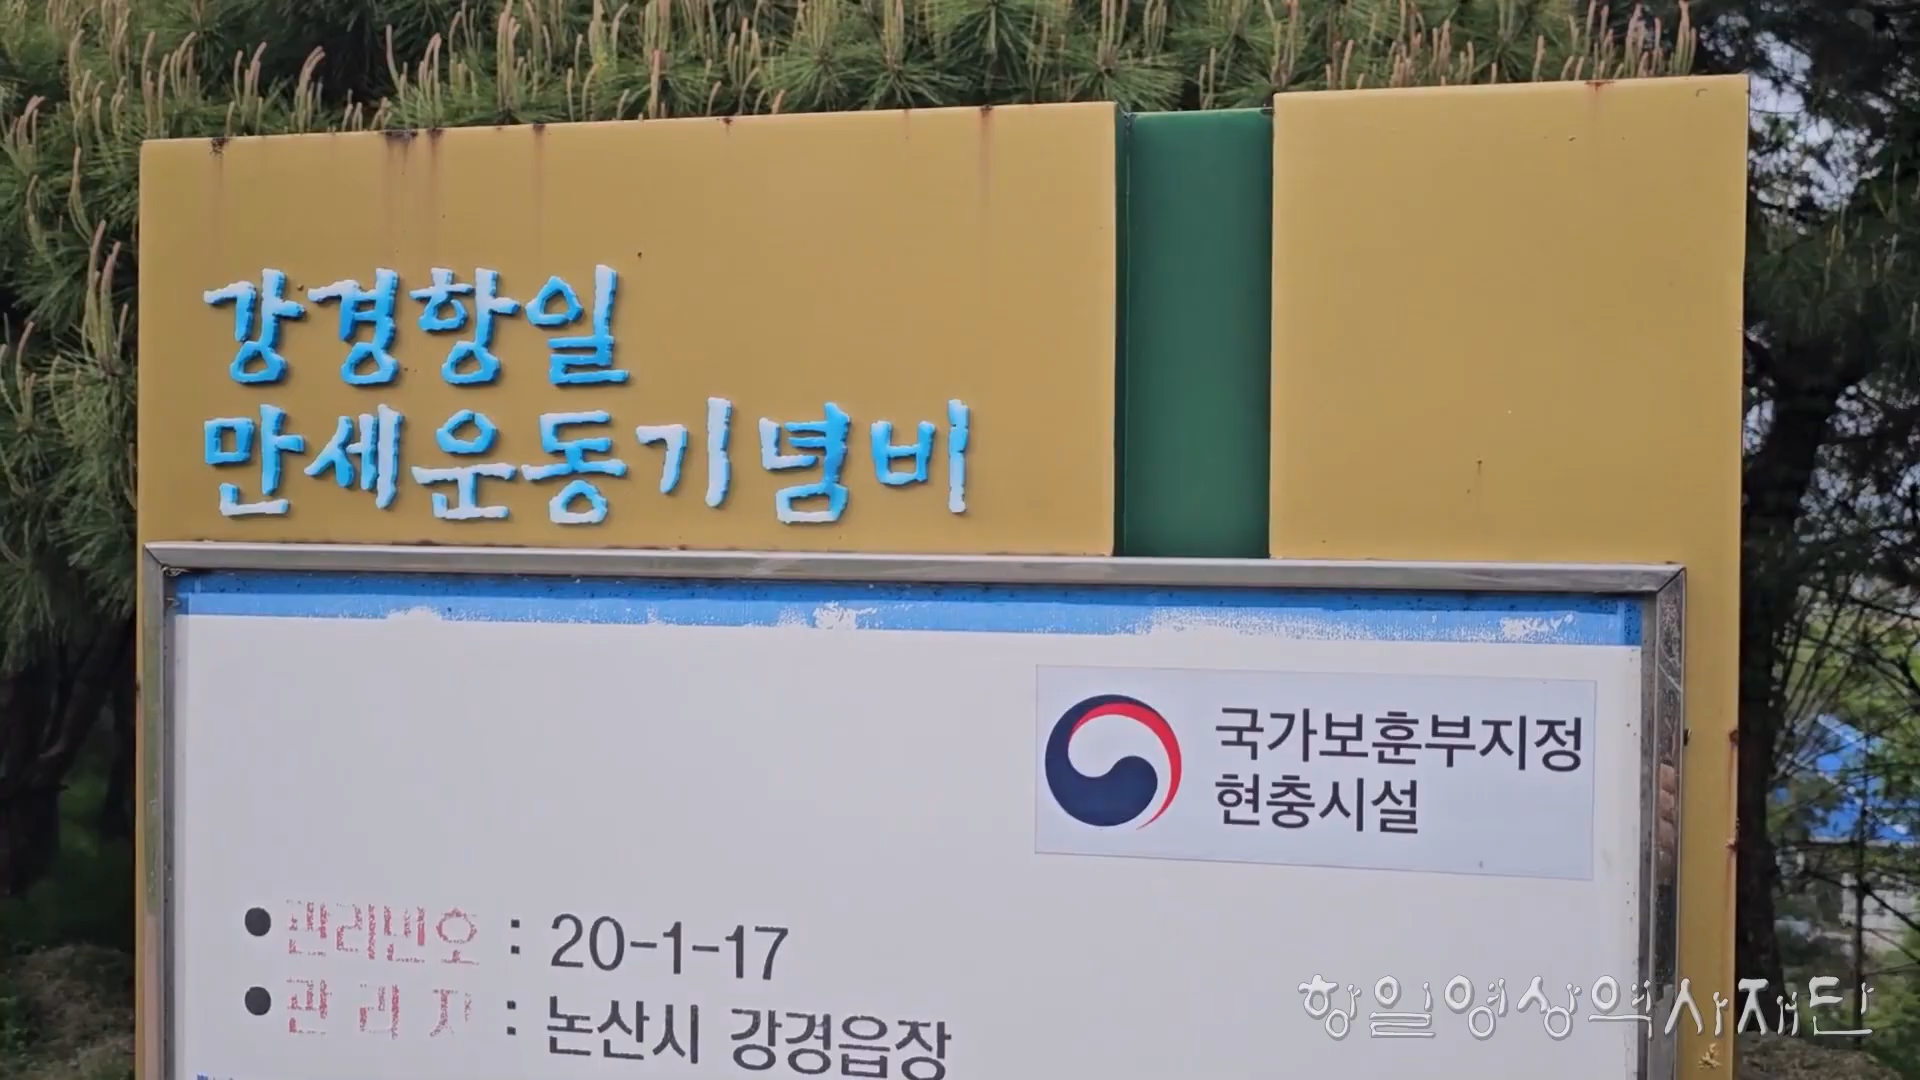 강경항일
만세운동기념비
국가보훈부지정
현충시설
● 관리번호 : 20-1-17
● 관 리 자 : 논산시 강경읍장
항일영상역사재단